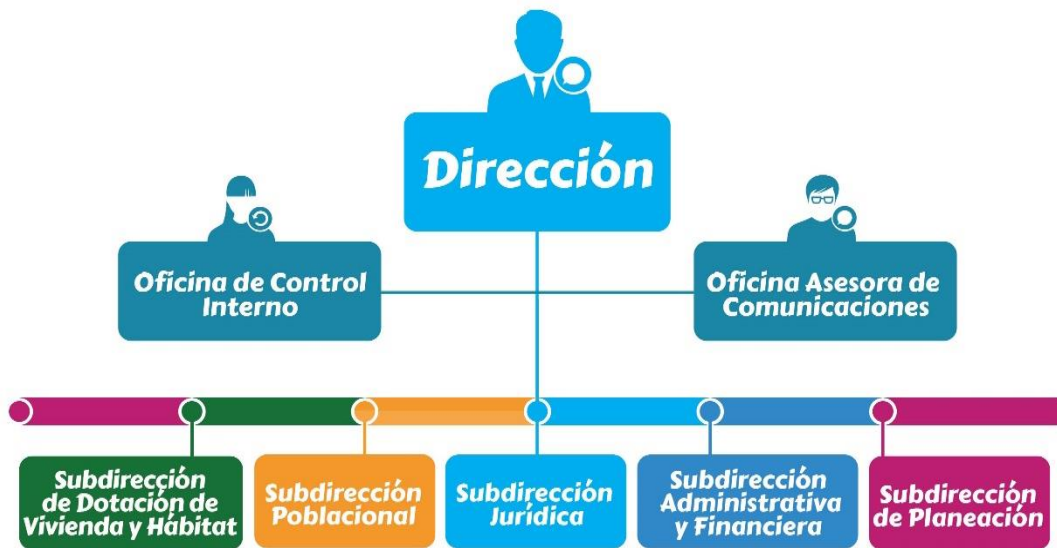 Dirección
Oficina de Control
Interno
Oficina Asesora de
Comunicaciones
Subdirección
de Dotación de
Vivienda y Hábitat
Subdirección
Poblacional
Subdirección
Jurídica
Subdirección
Administrativa
y Financiera
Subdirección
de Planeación